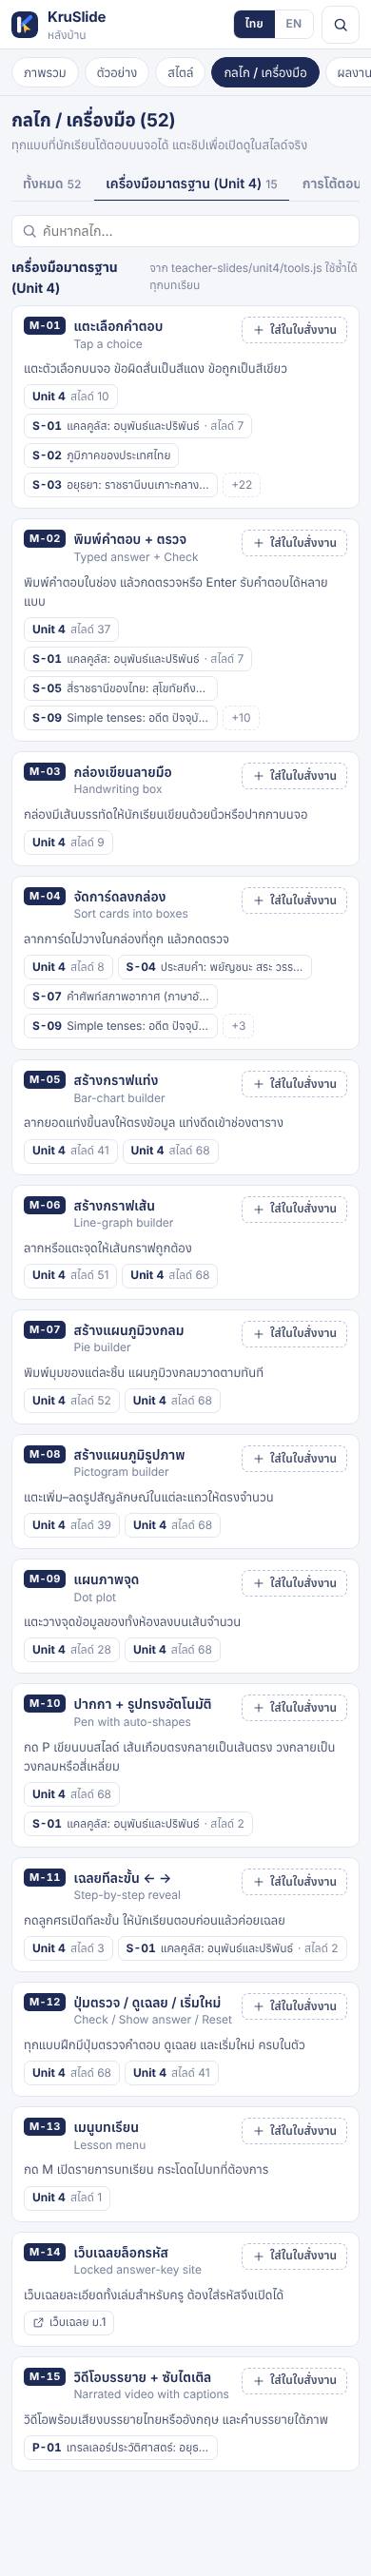 KruSlide
หลังบ้าน
ไทย EN
ภาพรวม ตัวอย่าง สไตล์ กลไก / เครื่องมือ ผลงาน
กลไก / เครื่องมือ (52)
ทุกแบบที่นักเรียนโต้ตอบบนจอได้ แตะชิปเพื่อเปิดดูในสไลด์จริง
ทั้งหมด 52 เครื่องมือมาตรฐาน (Unit 4) 15 การโต้ตอบ
ค้นหากลไก...
เครื่องมือมาตรฐาน (Unit 4)
จาก teacher-slides/unit4/tools.js ใช้ซ้ำได้ทุกบทเรียน
M-01 แตะเลือกคำตอบ + ใส่ในใบสั่งงาน
Tap a choice
แตะตัวเลือกบนจอ ข้อผิดสั่นเป็นสีแดง ข้อถูกเป็นสีเขียว
Unit 4 สไลด์ 10
S-01 แคลคูลัส: อนุพันธ์และปริพันธ์ · สไลด์ 7
S-02 ภูมิภาคของประเทศไทย
S-03 อยุธยา: ราชธานีบนเกาะกลาง... +22
M-02 พิมพ์คำตอบ + ตรวจ + ใส่ในใบสั่งงาน
Typed answer + Check
พิมพ์คำตอบในช่อง แล้วกดตรวจหรือ Enter รับคำตอบได้หลาย
แบบ
Unit 4 สไลด์ 37
S-01 แคลคูลัส: อนุพันธ์และปริพันธ์ · สไลด์ 7
S-05 สี่ราชธานีของไทย: สุโขทัยถึง...
S-09 Simple tenses: อดีต ปัจจุบั... +10
M-03 กล่องเขียนลายมือ + ใส่ในใบสั่งงาน
Handwriting box
กล่องมีเส้นบรรทัดให้นักเรียนเขียนด้วยนิ้วหรือปากกาบนจอ
Unit 4 สไลด์ 9
M-04 จัดการ์ดลงกล่อง + ใส่ในใบสั่งงาน
Sort cards into boxes
ลากการ์ดไปวางในกล่องที่ถูก แล้วกดตรวจ
Unit 4 สไลด์ 8 S-04 ประสมคำ: พยัญชนะ สระ วรร...
S-07 คำศัพท์สภาพอากาศ (ภาษาอั...
S-09 Simple tenses: อดีต ปัจจุบั... +3
M-05 สร้างกราฟแท่ง + ใส่ในใบสั่งงาน
Bar-chart builder
ลากยอดแท่งขึ้นลงให้ตรงข้อมูล แท่งดีดเข้าช่องตาราง
Unit 4 สไลด์ 41 Unit 4 สไลด์ 68
M-06 สร้างกราฟเส้น + ใส่ในใบสั่งงาน
Line-graph builder
ลากหรือแตะจุดให้เส้นกราฟถูกต้อง
Unit 4 สไลด์ 51 Unit 4 สไลด์ 68
M-07 สร้างแผนภูมิวงกลม + ใส่ในใบสั่งงาน
Pie builder
พิมพ์มุมของแต่ละชิ้น แผนภูมิวงกลมวาดตามทันที
Unit 4 สไลด์ 52 Unit 4 สไลด์ 68
M-08 สร้างแผนภูมิรูปภาพ + ใส่ในใบสั่งงาน
Pictogram builder
แตะเพิ่ม–ลดรูปสัญลักษณ์ในแต่ละแถวให้ตรงจำนวน
Unit 4 สไลด์ 39 Unit 4 สไลด์ 68
M-09 แผนภาพจุด + ใส่ในใบสั่งงาน
Dot plot
แตะวางจุดข้อมูลของทั้งห้องลงบนเส้นจำนวน
Unit 4 สไลด์ 28 Unit 4 สไลด์ 68
M-10 ปากกา + รูปทรงอัตโนมัติ + ใส่ในใบสั่งงาน
Pen with auto-shapes
กด P เขียนบนสไลด์ เส้นเกือบตรงกลายเป็นเส้นตรง วงกลายเป็น
วงกลมหรือสี่เหลี่ยม
Unit 4 สไลด์ 68
S-01 แคลคูลัส: อนุพันธ์และปริพันธ์ · สไลด์ 2
M-11 เฉลยทีละขั้น ← → + ใส่ในใบสั่งงาน
Step-by-step reveal
กดลูกศรเปิดทีละขั้น ให้นักเรียนตอบก่อนแล้วค่อยเฉลย
Unit 4 สไลด์ 3 S-01 แคลคูลัส: อนุพันธ์และปริพันธ์ · สไลด์ 2
M-12 ปุ่มตรวจ / ดูเฉลย / เริ่มใหม่ + ใส่ในใบสั่งงาน
Check / Show answer / Reset
ทุกแบบฝึกมีปุ่มตรวจคำตอบ ดูเฉลย และเริ่มใหม่ ครบในตัว
Unit 4 สไลด์ 68 Unit 4 สไลด์ 41
M-13 เมนูบทเรียน + ใส่ในใบสั่งงาน
Lesson menu
กด M เปิดรายการบทเรียน กระโดดไปบทที่ต้องการ
Unit 4 สไลด์ 1
M-14 เว็บเฉลยล็อกรหัส + ใส่ในใบสั่งงาน
Locked answer-key site
เว็บเฉลยละเอียดทั้งเล่มสำหรับครู ต้องใส่รหัสจึงเปิดได้
เว็บเฉลย ม.1
M-15 วิดีโอบรรยาย + ซับไตเติล + ใส่ในใบสั่งงาน
Narrated video with captions
วิดีโอพร้อมเสียงบรรยายไทยหรืออังกฤษ และคำบรรยายใต้ภาพ
P-01 เทรลเลอร์ประวัติศาสตร์: อยุธ...